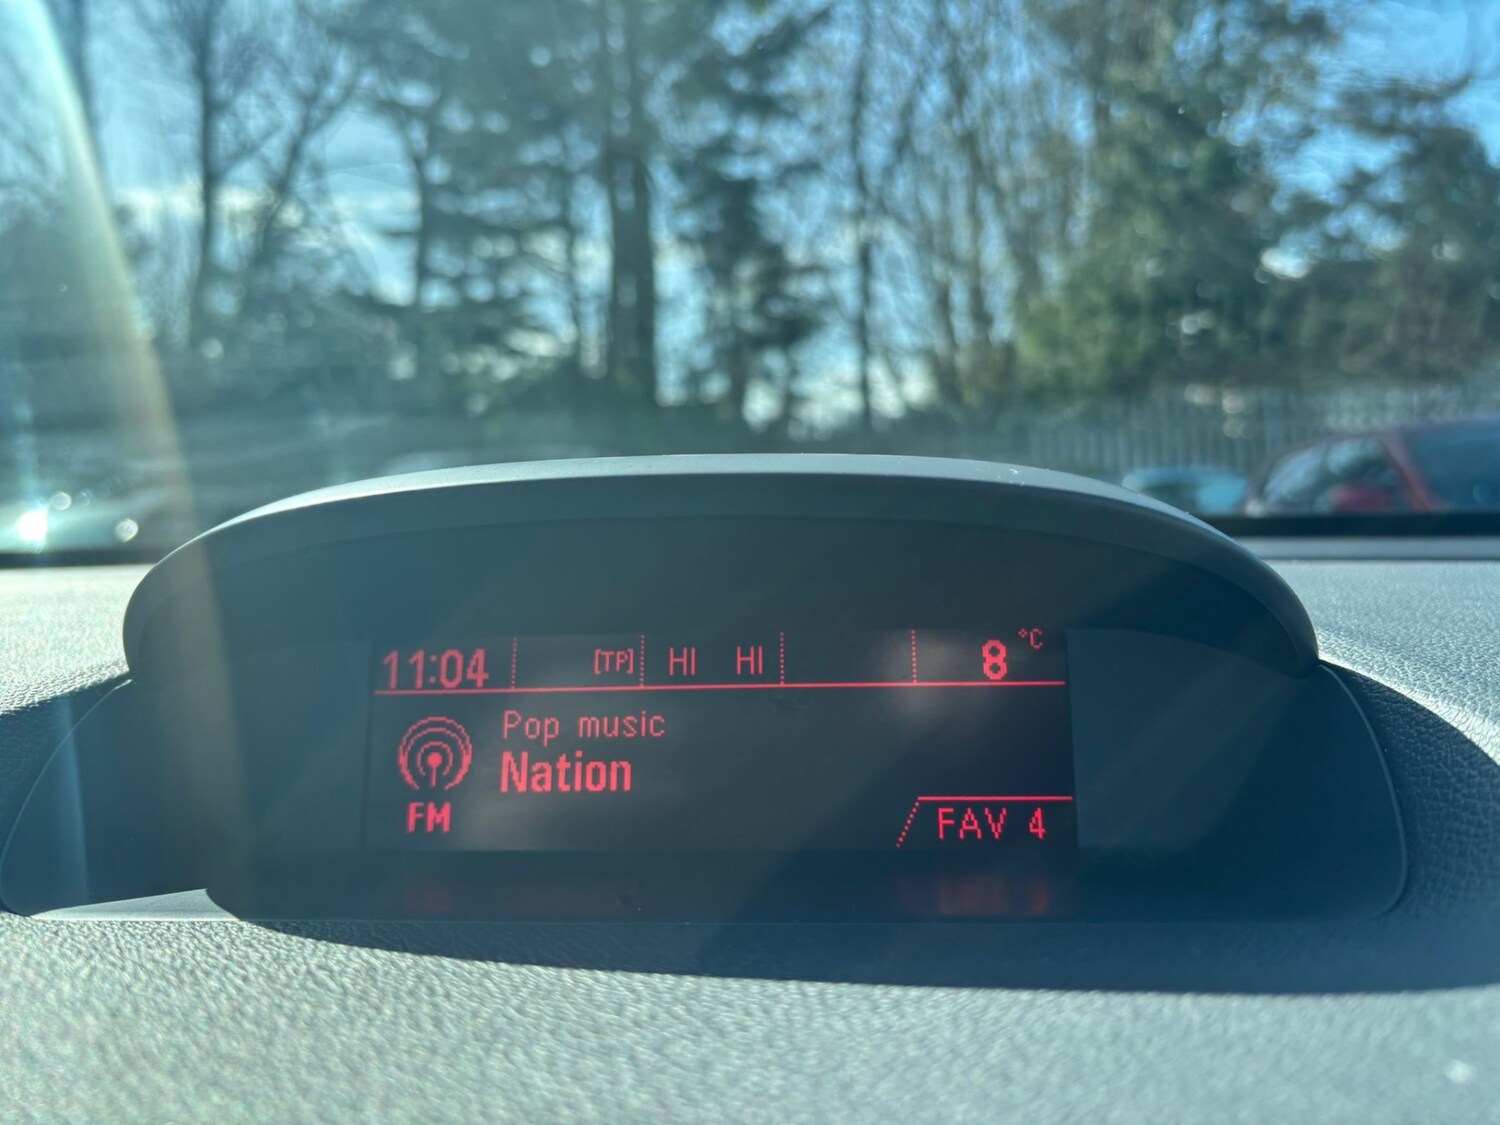 11:04 [TP] HI HI 8 °C
Pop music
Nation
FM
FAV 4